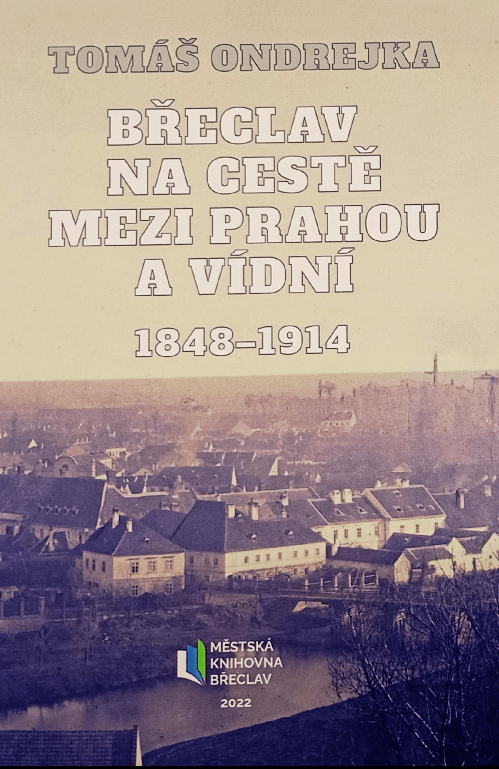 TOMÁŠ ONDREJKA
BŘECLAV
NA CESTĚ
MEZI PRAHOU
A VÍDNÍ
1848–1914
MĚSTSKÁ
KNIHOVNA
BŘECLAV
2022